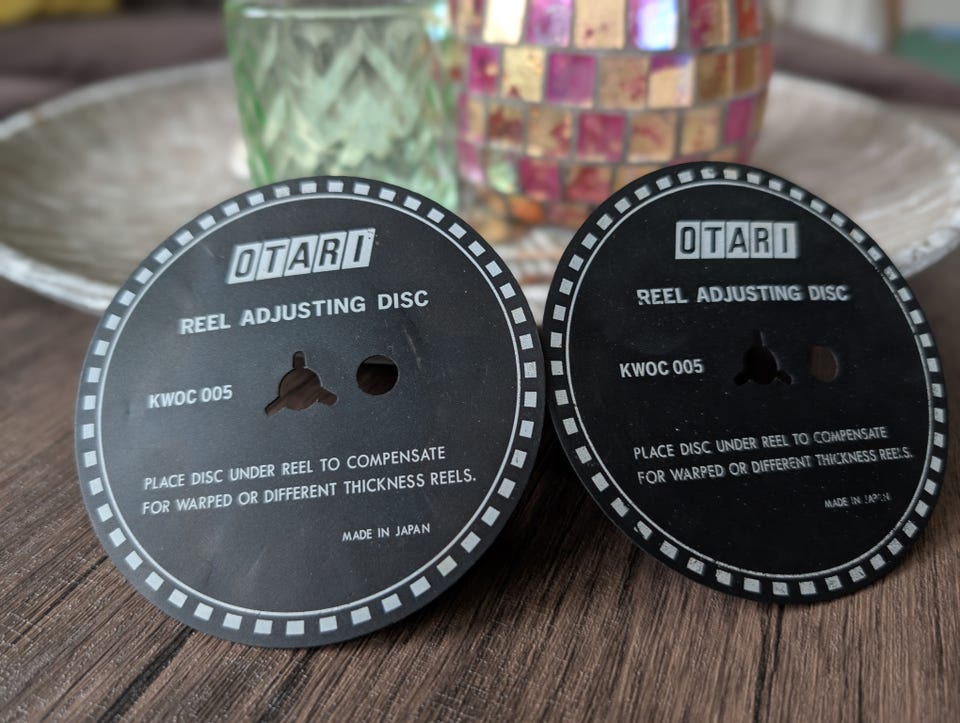 OTARI
REEL ADJUSTING DISC
KWOC 005
PLACE DISC UNDER REEL TO COMPENSATE
FOR WARPED OR DIFFERENT THICKNESS REELS.
MADE IN JAPAN
OTARI
REEL ADJUSTING DISC
KWOC 005
PLACE DISC UNDER REEL TO COMPENSATE
FOR WARPED OR DIFFERENT THICKNESS REELS.
MADE IN JAPAN